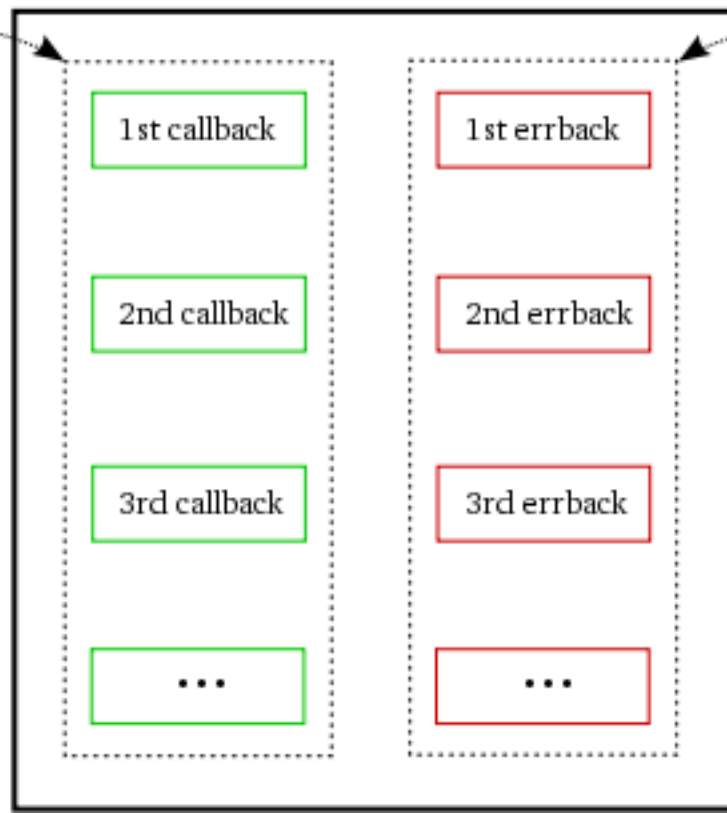 1st callback
1st errback
2nd callback
2nd errback
3rd callback
3rd errback
...
...